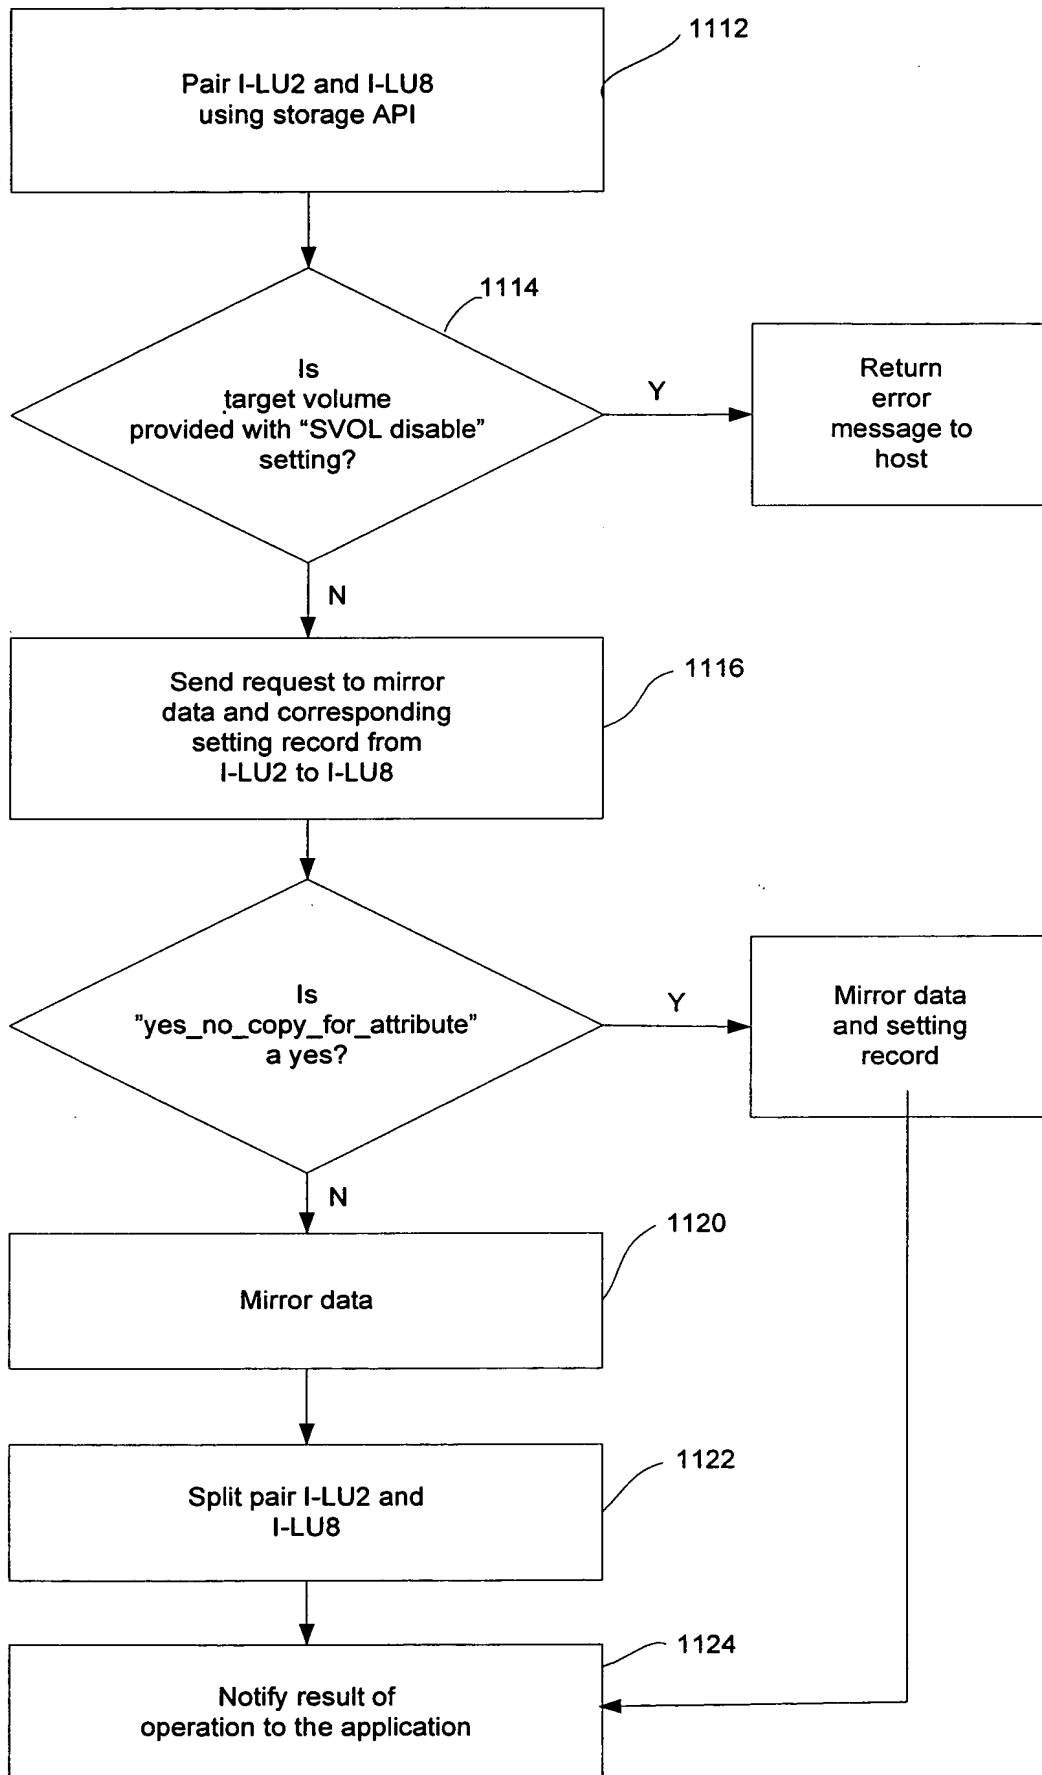 1112
Pair I-LU2 and I-LU8
using storage API
1114
Is
target volume
provided with “SVOL disable”
setting?
Y
Return
error
message to
host
N
1116
Send request to mirror
data and corresponding
setting record from
I-LU2 to I-LU8
Is
”yes_no_copy_for_attribute”
a yes?
Y
Mirror data
and setting
record
N
1120
Mirror data
1122
Split pair I-LU2 and
I-LU8
1124
Notify result of
operation to the application